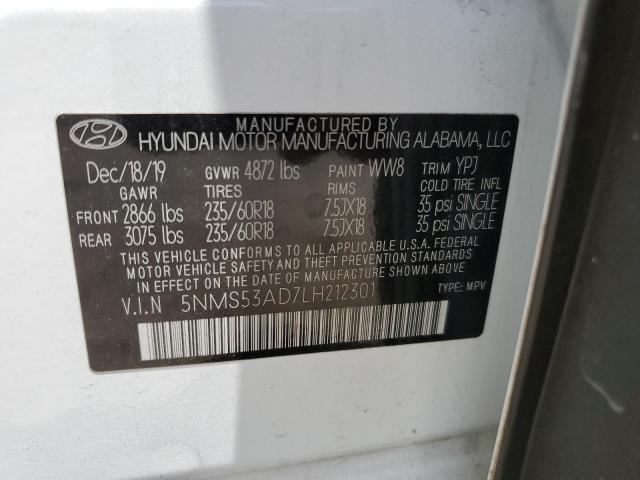 MANUFACTURED BY
HYUNDAI MOTOR MANUFACTURING ALABAMA, LLC
Dec/18/19 GVWR 4872 lbs PAINT WW8 TRIM YPJ
GAWR TIRES RIMS COLD TIRE INFL
FRONT 2866 lbs 235/60R18 7.5JX18 35 psi SINGLE
REAR 3075 lbs 235/60R18 7.5JX18 35 psi SINGLE
THIS VEHICLE CONFORMS TO ALL APPLICABLE U.S.A. FEDERAL
MOTOR VEHICLE SAFETY AND THEFT PREVENTION STANDARDS
IN EFFECT ON THE DATE OF MANUFACTURE SHOWN ABOVE.
V.I.N 5NMS53AD7LH212301 TYPE: MPV